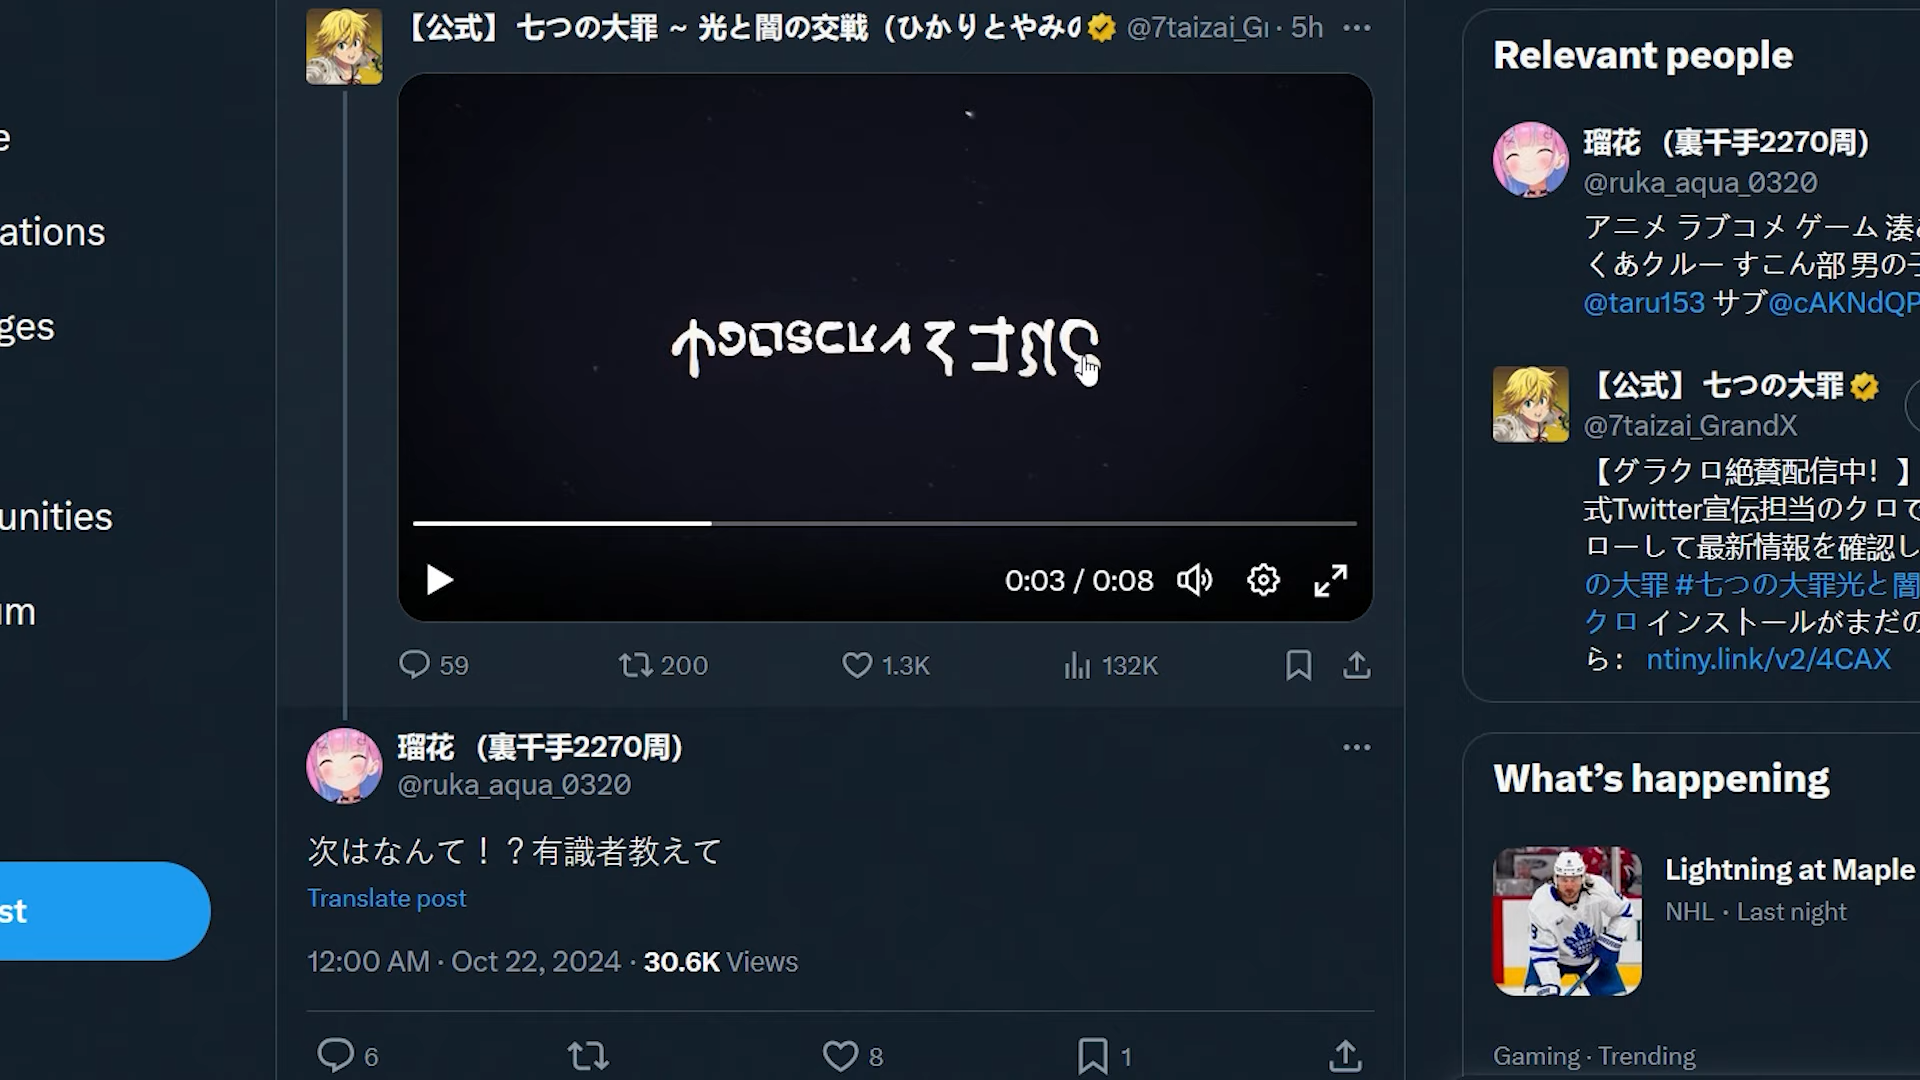 【公式】 七つの大罪 ~ 光と闇の交戦 (ひかりとやみの @7taizai_Gr · 5h
0:03 / 0:08
59 200 1.3K 132K
瑠花 (裏千手2270周)
@ruka_aqua_0320
次はなんて！？有識者教えて
Translate post
12:00 AM · Oct 22, 2024 · 30.6K Views
6 8 1
e
ations
ges
unities
um
st
Relevant people
瑠花 (裏千手2270周)
@ruka_aqua_0320
アニメ ラブコメ ゲーム 湊あ
くあクルー すこん部 男の子
@taru153 サブ@cAKNdQP
【公式】 七つの大罪
@7taizai_GrandX
【グラクロ絶賛配信中！】
式Twitter宣伝担当のクロで
ローして最新情報を確認し
の大罪 #七つの大罪光と闇
クロ インストールがまだの
ら： ntiny.link/v2/4CAX
What's happening
Lightning at Maple
NHL · Last night
Gaming · Trending